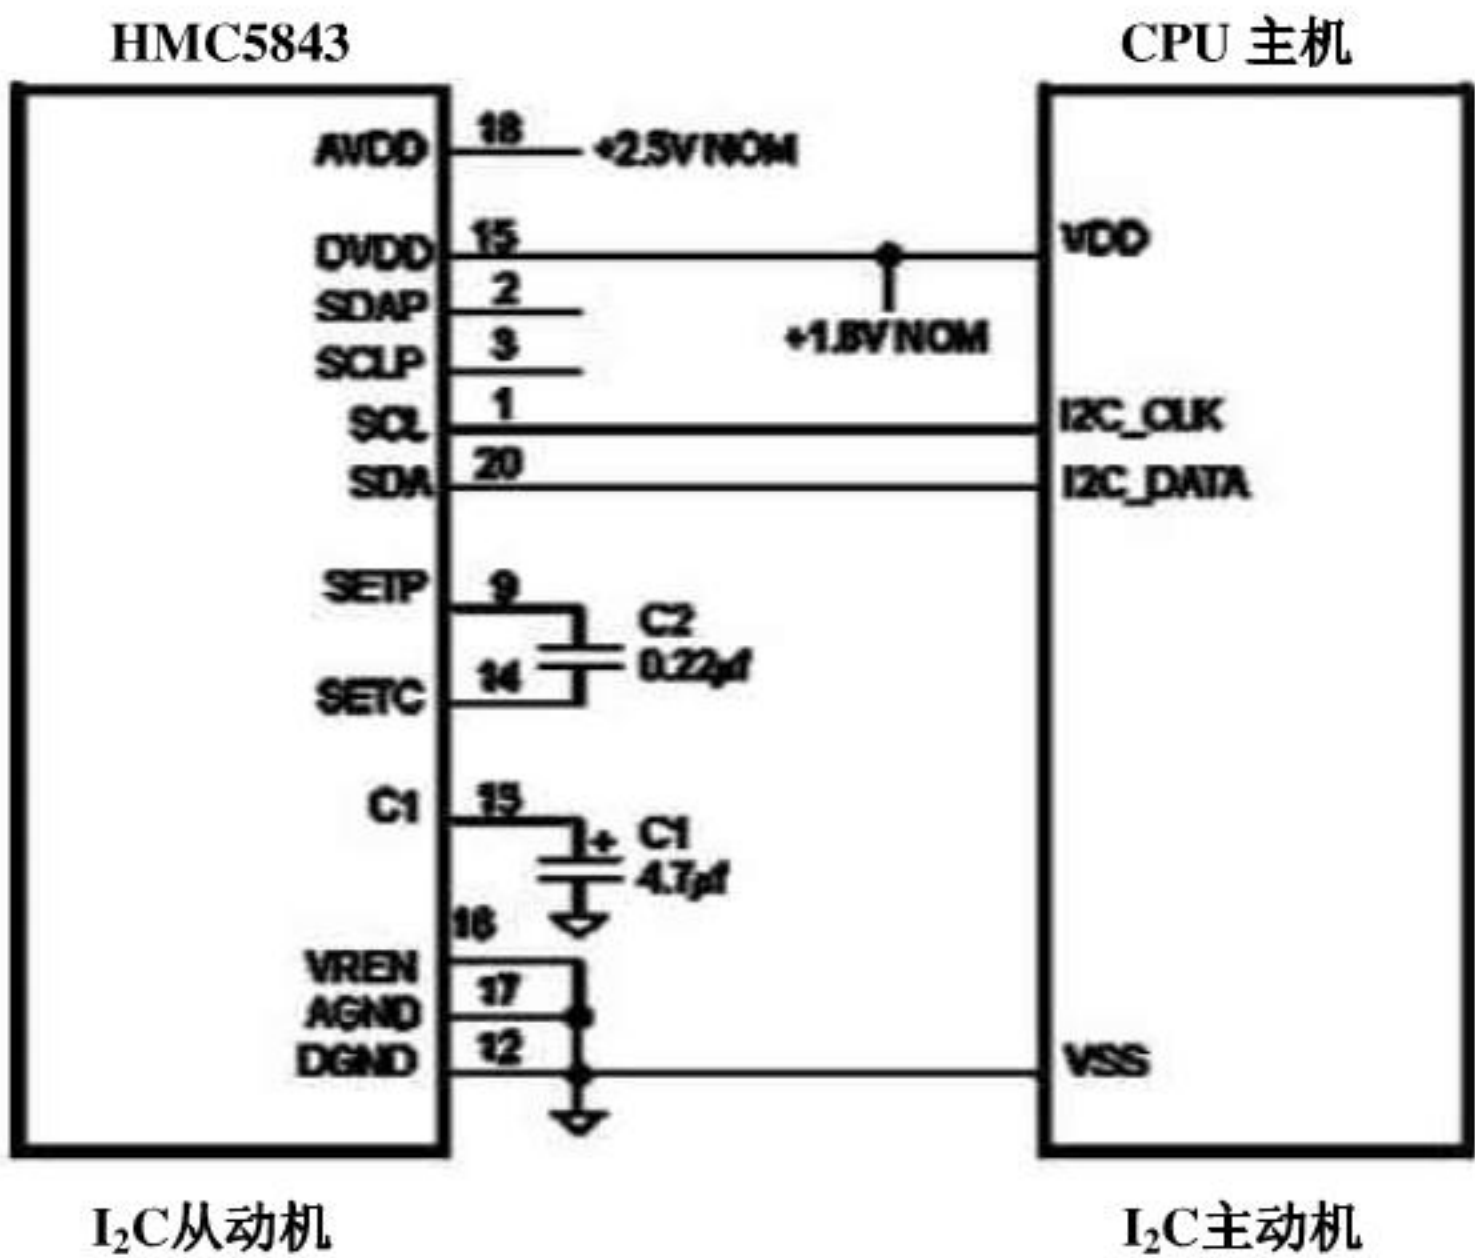 HMC5843
CPU 主机
AVDD
18
+2.5V NOM
DVDD
15
VDD
SDAP
2
+1.8V NOM
SCLP
3
SCL
1
I2C_CLK
SDA
20
I2C_DATA
SETP
9
C2
0.22µf
SETC
14
C1
15
C1
+
4.7µf
16
VREN
17
AGND
12
DGND
VSS
I₂C从动机
I₂C主动机